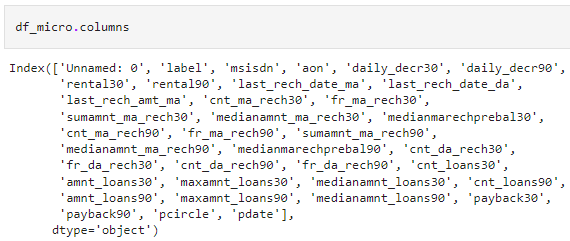 df_micro.columns
Index(['Unnamed: 0', 'label', 'msisdn', 'aon', 'daily_decr30', 'daily_decr90',
'rental30', 'rental90', 'last_rech_date_ma', 'last_rech_date_da',
'last_rech_amt_ma', 'cnt_ma_rech30', 'fr_ma_rech30',
'sumamnt_ma_rech30', 'medianamnt_ma_rech30', 'medianmarechprebal30',
'cnt_ma_rech90', 'fr_ma_rech90', 'sumamnt_ma_rech90',
'medianamnt_ma_rech90', 'medianmarechprebal90', 'cnt_da_rech30',
'fr_da_rech30', 'cnt_da_rech90', 'fr_da_rech90', 'cnt_loans30',
'amnt_loans30', 'maxamnt_loans30', 'medianamnt_loans30', 'cnt_loans90',
'amnt_loans90', 'maxamnt_loans90', 'medianamnt_loans90', 'payback30',
'payback90', 'pcircle', 'pdate'],
dtype='object')